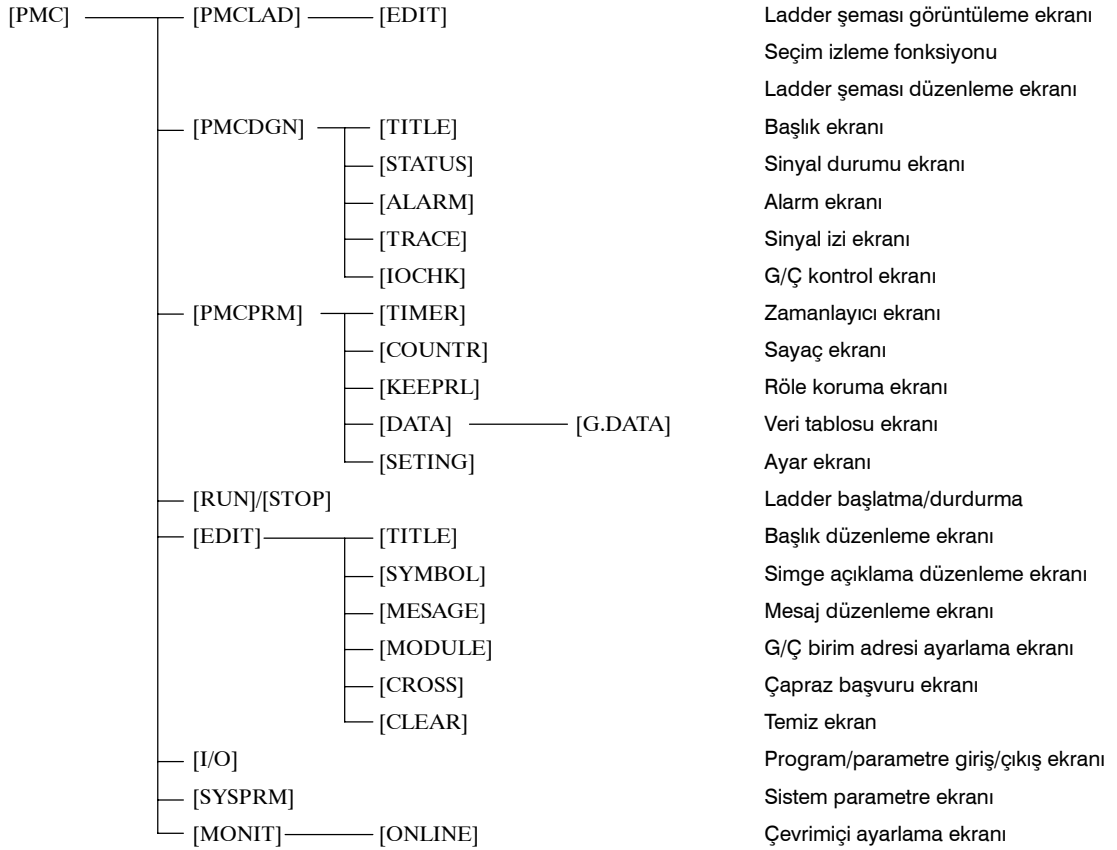 [PMC] [PMCLAD] [EDIT] Ladder şeması görüntüleme ekranı
Seçim izleme fonksiyonu
Ladder şeması düzenleme ekranı
[PMCDGN] [TITLE] Başlık ekranı
[STATUS] Sinyal durumu ekranı
[ALARM] Alarm ekranı
[TRACE] Sinyal izi ekranı
[IOCHK] G/Ç kontrol ekranı
[PMCPRM] [TIMER] Zamanlayıcı ekranı
[COUNTR] Sayaç ekranı
[KEEPRL] Röle koruma ekranı
[DATA] [G.DATA] Veri tablosu ekranı
[SETING] Ayar ekranı
[RUN]/[STOP] Ladder başlatma/durdurma
[EDIT] [TITLE] Başlık düzenleme ekranı
[SYMBOL] Simge açıklama düzenleme ekranı
[MESAGE] Mesaj düzenleme ekranı
[MODULE] G/Ç birim adresi ayarlama ekranı
[CROSS] Çapraz başvuru ekranı
[CLEAR] Temiz ekran
[I/O] Program/parametre giriş/çıkış ekranı
[SYSPRM] Sistem parametre ekranı
[MONIT] [ONLINE] Çevrimiçi ayarlama ekranı